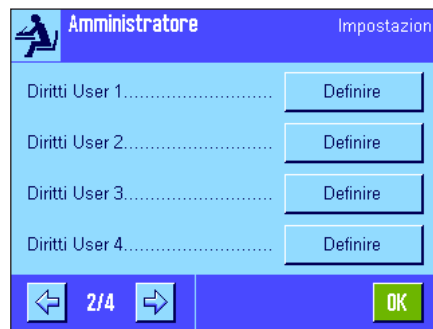 Amministratore Impostazion
Diritti User 1........................... Definire
Diritti User 2........................... Definire
Diritti User 3........................... Definire
Diritti User 4........................... Definire
2/4 OK